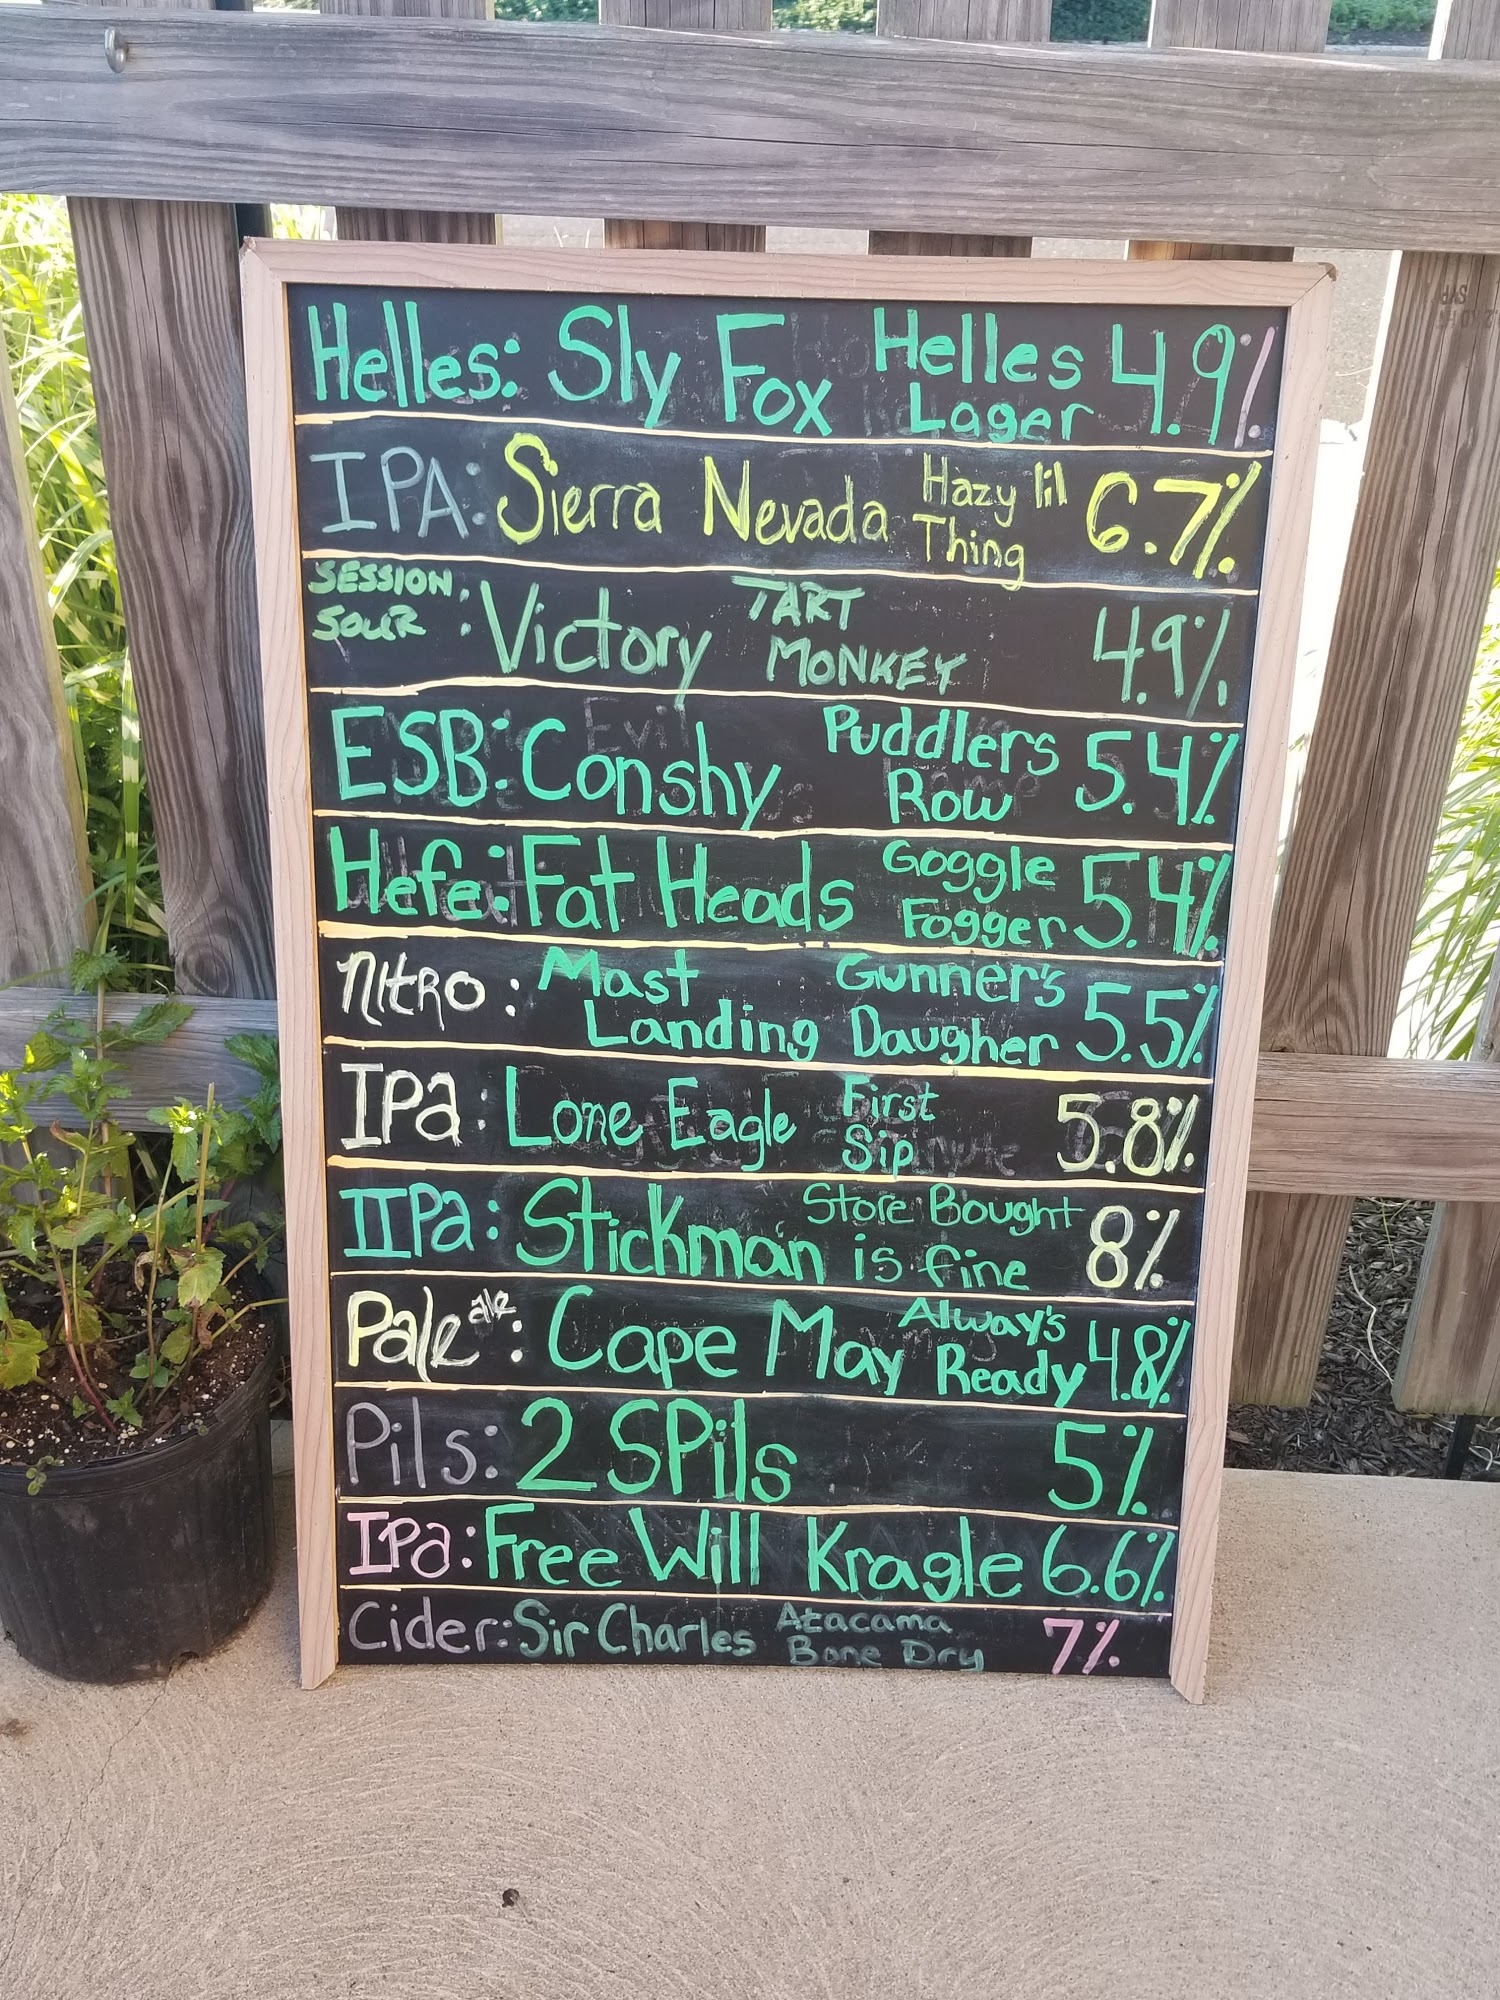 Helles: Sly Fox Helles Lager 4.9%
IPA: Sierra Nevada Hazy lil Thing 6.7%
SESSION SOUR: Victory TART MONKEY 4.9%
ESB: Conshy Puddlers Row 5.4%
Hefe: Fat Heads Goggle Fogger 5.4%
NItRO: Mast Landing Gunner's Daugher 5.5%
IPa: Lone Eagle First Sip 5.8%
IIPa: Stickman Store Bought is fine 8%
Pale ale: Cape May Alway's Ready 4.8%
Pils: 2 SPils 5%
IPa: Free Will Kragle 6.6%
Cider: Sir Charles Atacama Bone Dry 7%